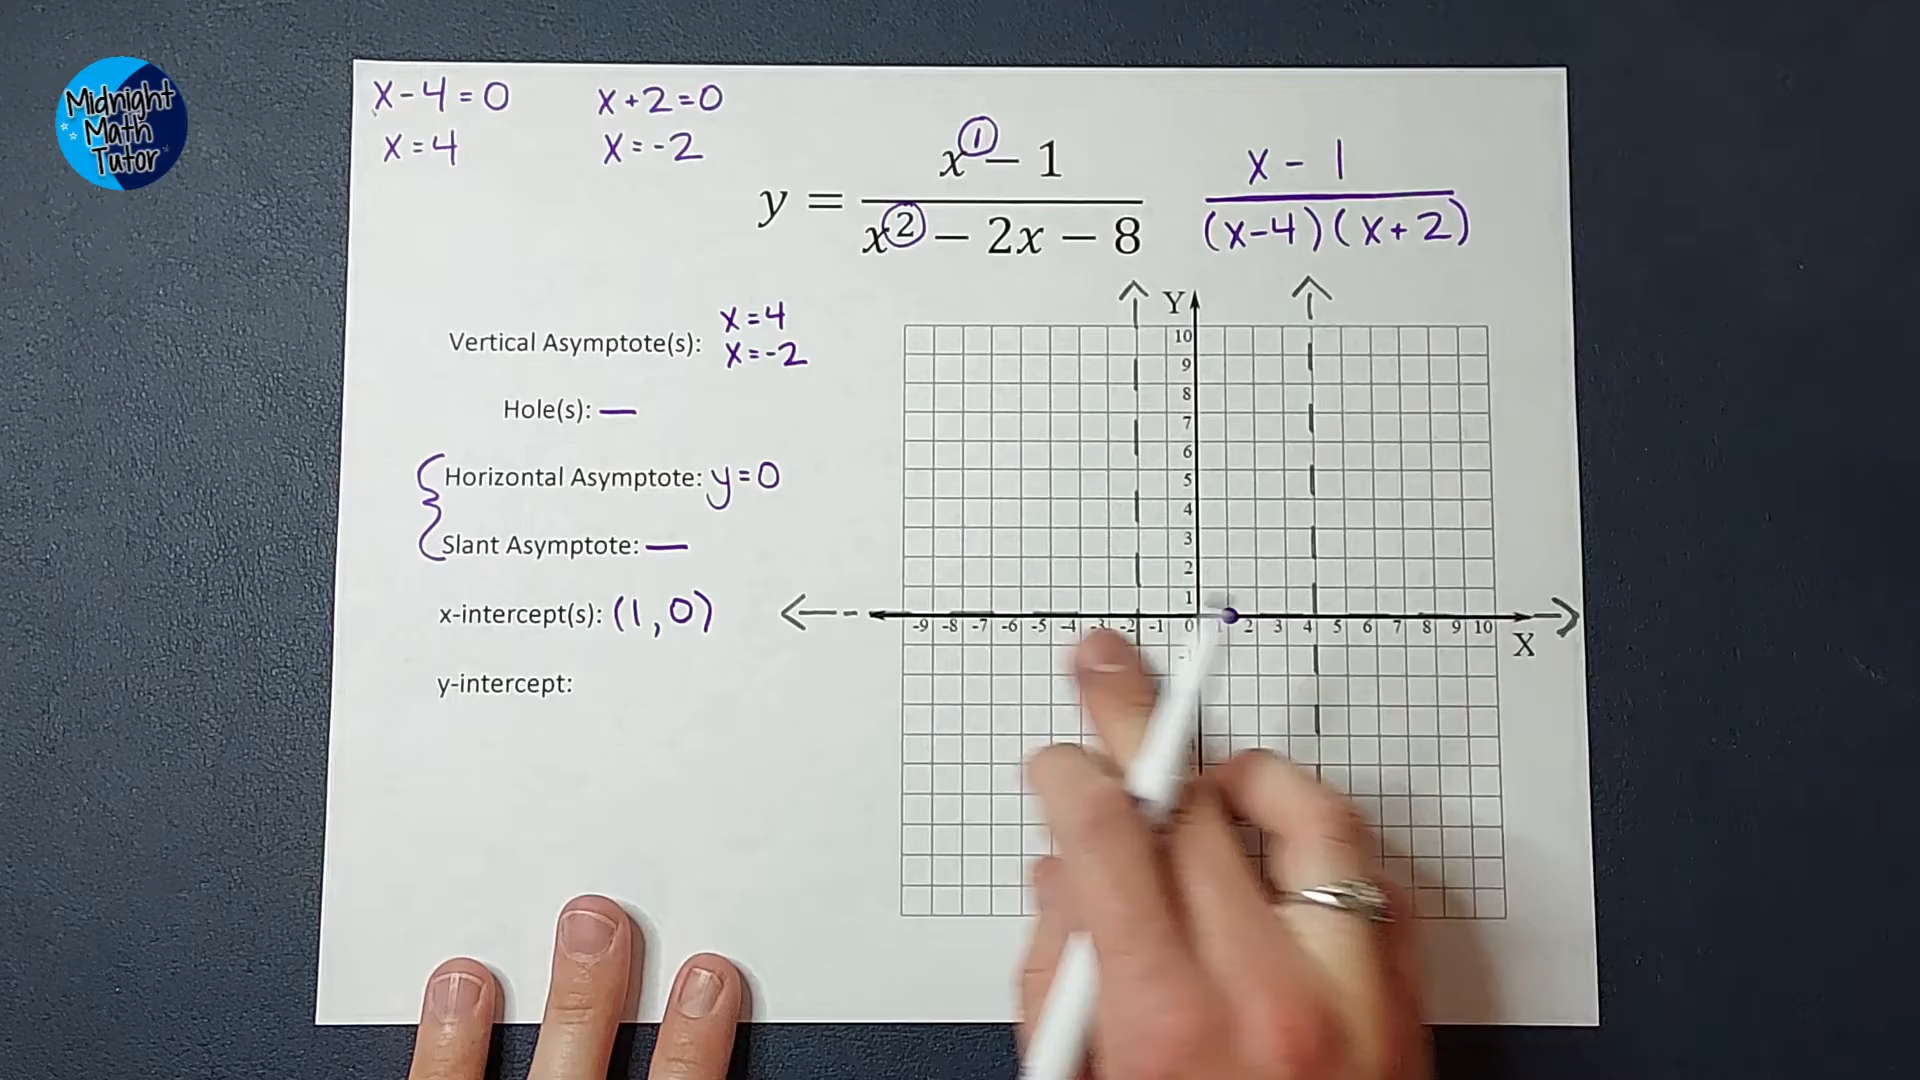 Midnight
Math
Tutor
x-4=0
x=4
x+2=0
x=-2
y = x^1 - 1 / x^2 - 2x - 8
x - 1 / (x-4)(x+2)
Vertical Asymptote(s): x=4
x=-2
Hole(s): —
Horizontal Asymptote: y=0
Slant Asymptote: —
x-intercept(s): (1,0)
y-intercept:
Y
10
9
8
7
6
5
4
3
2
1
-9 -8 -7 -6 -5 -4 -3 -2 -1 0 2 3 4 5 6 7 8 9 10
X